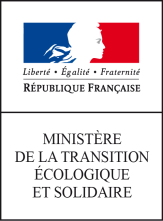 Liberté • Égalité • Fraternité
RÉPUBLIQUE FRANÇAISE
MINISTÈRE
DE LA TRANSITION
ÉCOLOGIQUE
ET SOLIDAIRE